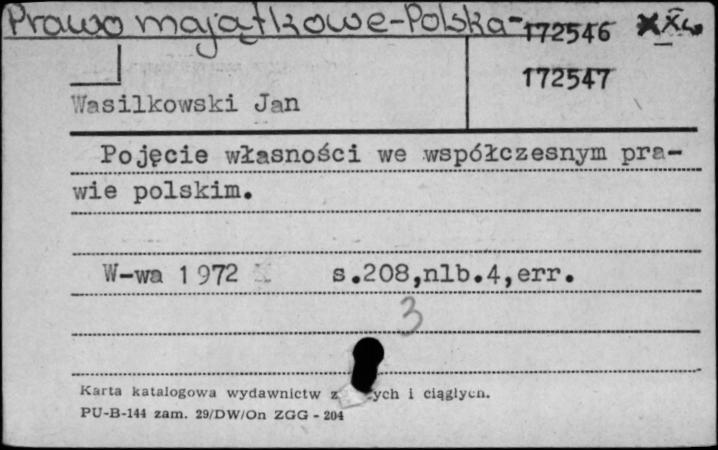 Prawo majątkowe-Polska-
172546
172547
Wasilkowski Jan
Pojęcie własności we współczesnym pra-
wie polskim.
W-wa 1972 s.208,nlb.4,err.
3
Karta katalogowa wydawnictw i ciągłych.
PU-B-144 zam. 29/DW/On ZGG - 204